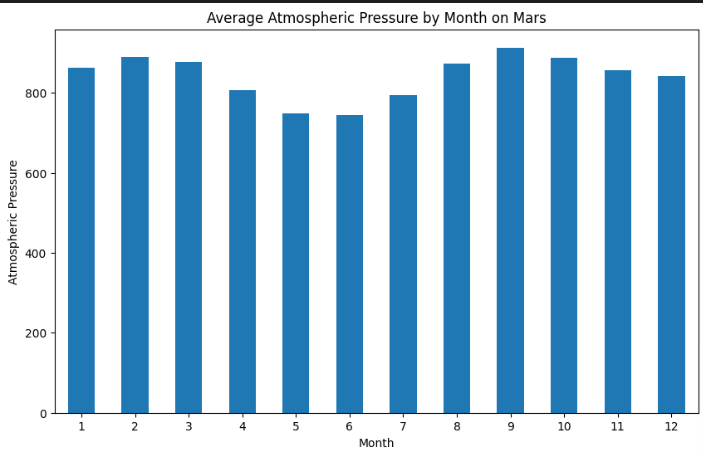 Average Atmospheric Pressure by Month on Mars
Atmospheric Pressure
800
600
400
200
0
1 2 3 4 5 6 7 8 9 10 11 12
Month